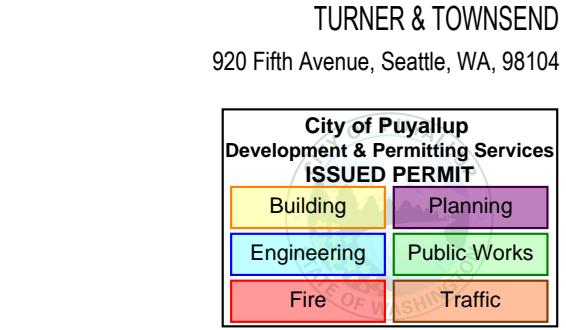 TURNER & TOWNSEND
920 Fifth Avenue, Seattle, WA, 98104
City of Puyallup
Development & Permitting Services
ISSUED PERMIT
Building Planning
Engineering Public Works
Fire Traffic